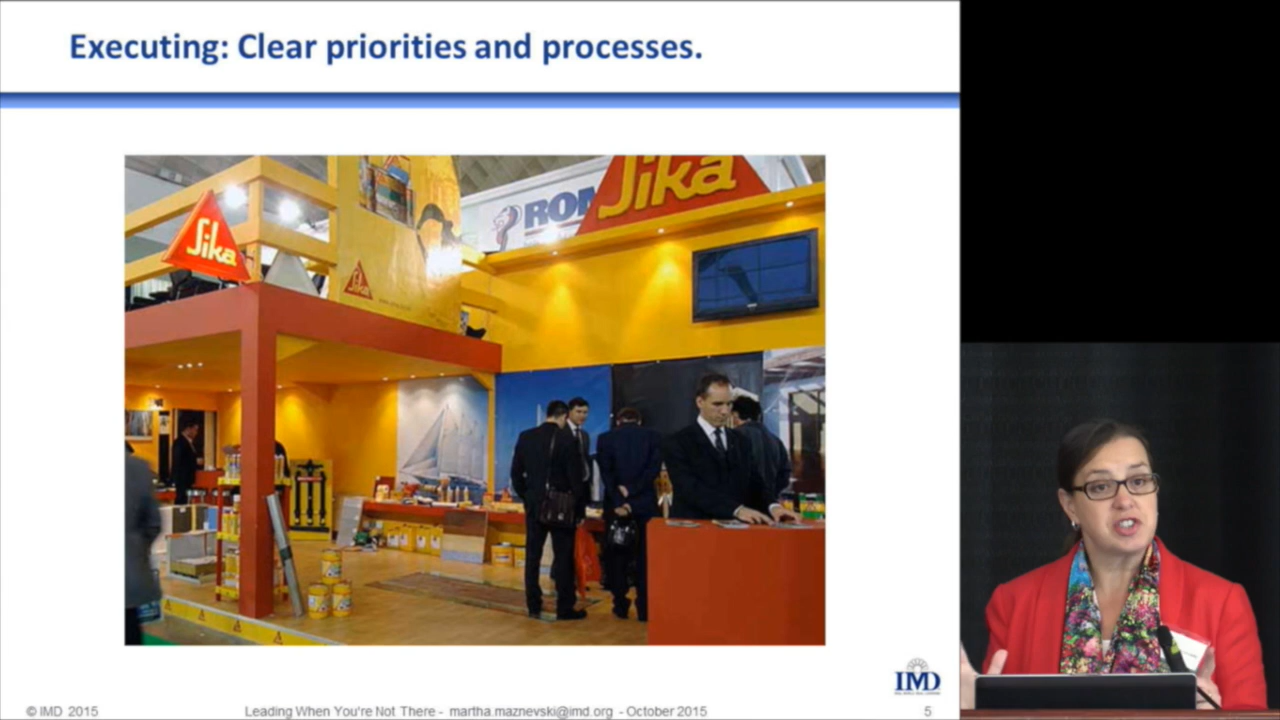 Executing: Clear priorities and processes.
Sika
ROM
Sika
IMD
© IMD 2015
Leading When You're Not There - martha.maznevski@imd.org - October 2015
5